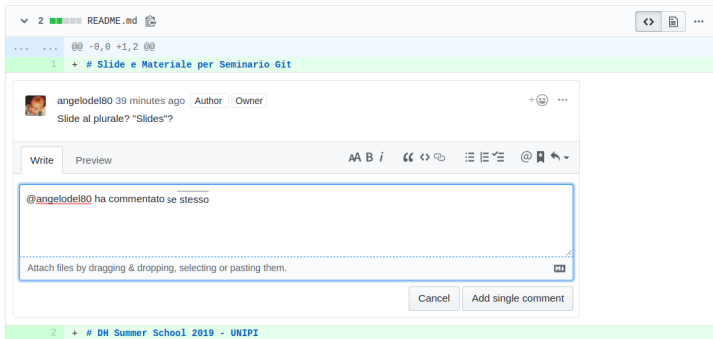 2 README.md
... ... @@ -0,0 +1,2 @@
1 + # Slide e Materiale per Seminario Git
angelodel80 39 minutes ago Author Owner
Slide al plurale? "Slides"?
Write Preview AA B i
@angelodel80 ha commentato se stesso
Attach files by dragging & dropping, selecting or pasting them.
Cancel Add single comment
2 + # DH Summer School 2019 - UNIPI